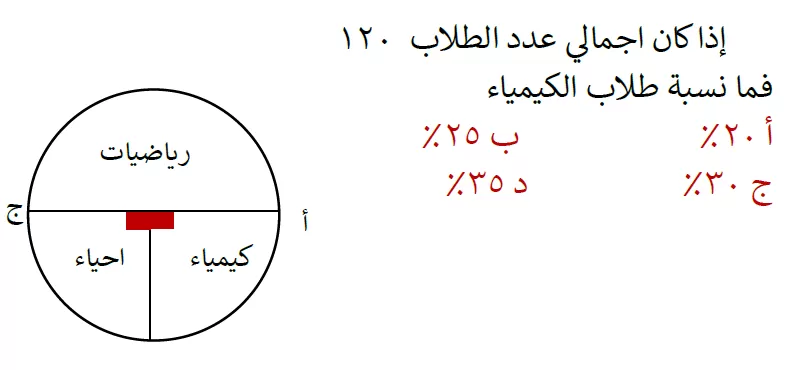 إذا كان اجمالي عدد الطلاب ١٢٠
فما نسبة طلاب الكيمياء
أ ٢٠٪ ب ٢٥٪
ج ٣٠٪ د ٣٥٪
رياضيات
ج
أ
كيمياء
احياء